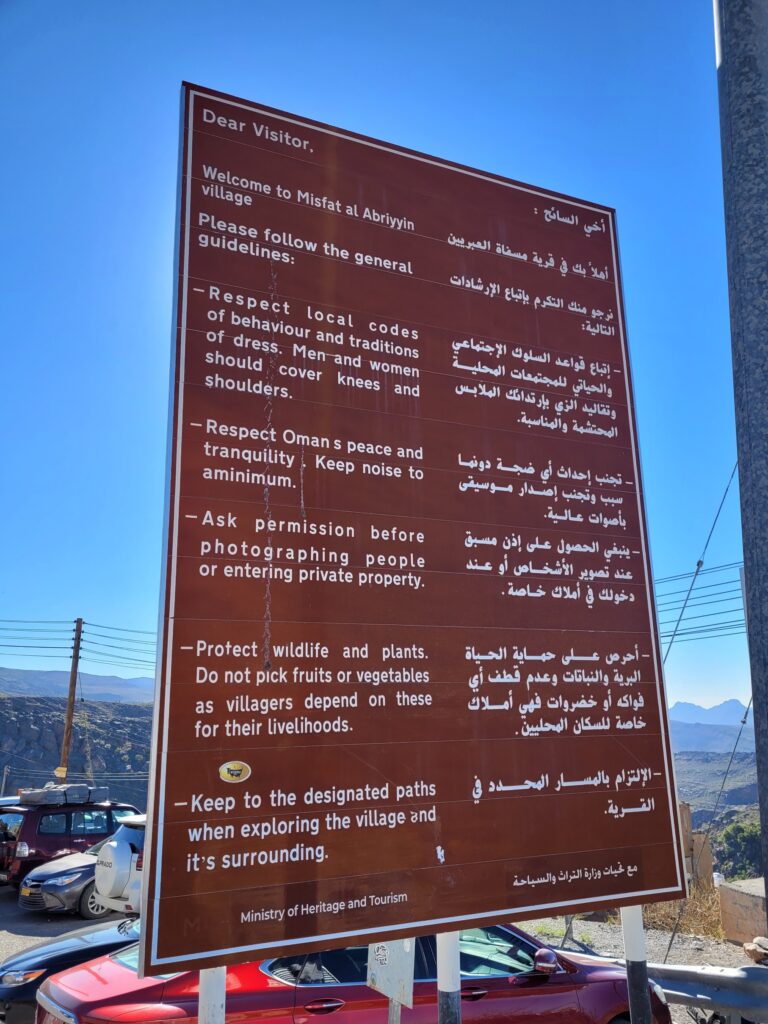 Dear Visitor,
Welcome to Misfat al Abriyyin
village
Please follow the general
guidelines:
– Respect local codes
of behaviour and traditions
of dress. Men and women
should cover knees and
shoulders.
– Respect Oman s peace and
tranquility . Keep noise to
aminimum.
– Ask permission before
photographing people
or entering private property.
– Protect wildlife and plants.
Do not pick fruits or vegetables
as villagers depend on these
for their livelihoods.
– Keep to the designated paths
when exploring the village and
it's surrounding.
Ministry of Heritage and Tourism
أخي السائح :
أهلاً بك في قرية مسفاة العبريين
نرجو منك التكرم بإتباع الإرشادات
التالية:
– إتباع قواعد السلوك الإجتماعي
والحياتي للمجتمعات المحلية
وتقاليد الزي بإرتدائك الملابس
المحتشمة والمناسبة.
– تجنب إحداث أي ضجة دونما
سبب وتجنب إصدار موسيقى
بأصوات عالية.
– ينبغي الحصول على إذن مسبق
عند تصوير الأشخاص أو عند
دخولك في أملاك خاصة .
– أحرص على حماية الحياة
البرية والنباتات وعدم قطف أي
فواكه أو خضروات فهي أملاك
خاصة للسكان المحليين .
– الإلتزام بالمسار المحدد في
القرية.
مع تحيات وزارة التراث والسياحة
PRADO